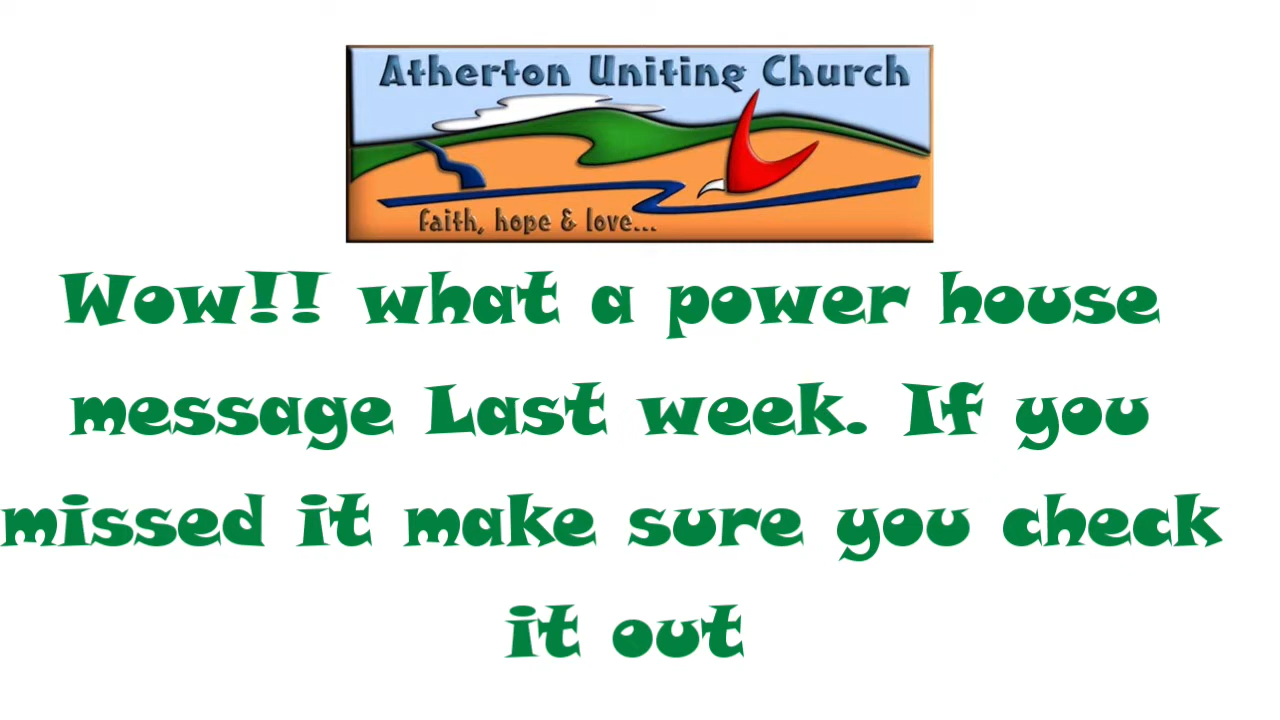 Atherton Uniting Church
faith, hope & love...
Wow!! what a power house
message Last week. If you
missed it make sure you check
it out